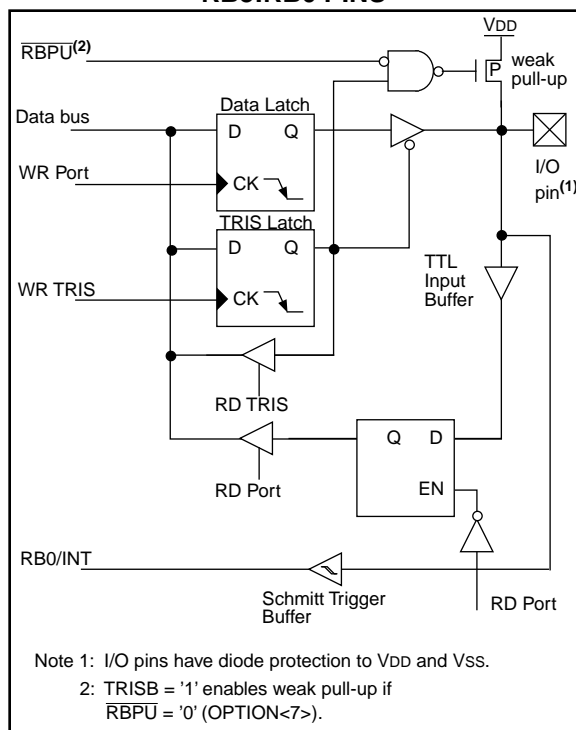 PINS
VDD
RBPU(2)
P
weak
pull-up
Data Latch
Data bus
D Q
WR Port
CK
I/O
pin(1)
TRIS Latch
D Q
WR TRIS
CK
TTL
Input
Buffer
RD TRIS
Q D
RD Port
EN
RB0/INT
Schmitt Trigger
Buffer
RD Port
Note 1: I/O pins have diode protection to VDD and VSS.
2: TRISB = '1' enables weak pull-up if
RBPU = '0' (OPTION<7>).